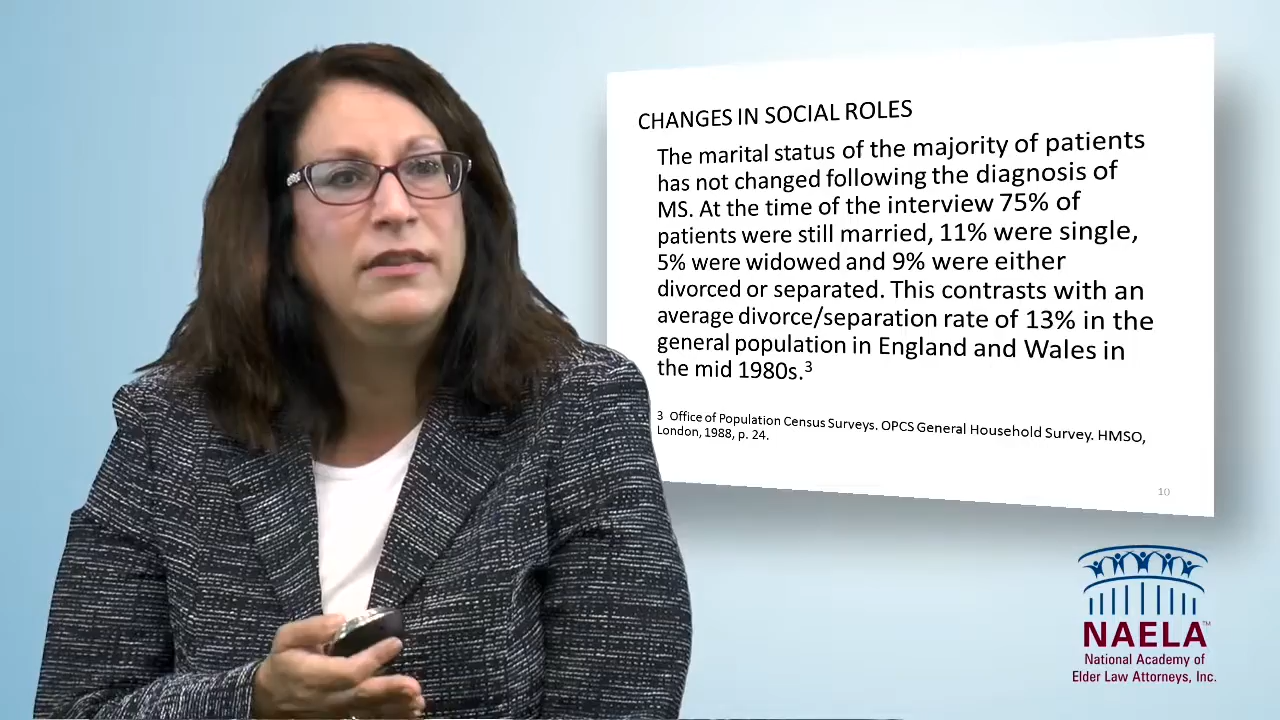 CHANGES IN SOCIAL ROLES
The marital status of the majority of patients
has not changed following the diagnosis of
MS. At the time of the interview 75% of
patients were still married, 11% were single,
5% were widowed and 9% were either
divorced or separated. This contrasts with an
average divorce/separation rate of 13% in the
general population in England and Wales in
the mid 1980s.³
3 Office of Population Census Surveys. OPCS General Household Survey. HMSO,
London, 1988, p. 24.
10
NAELA™
National Academy of
Elder Law Attorneys, Inc.